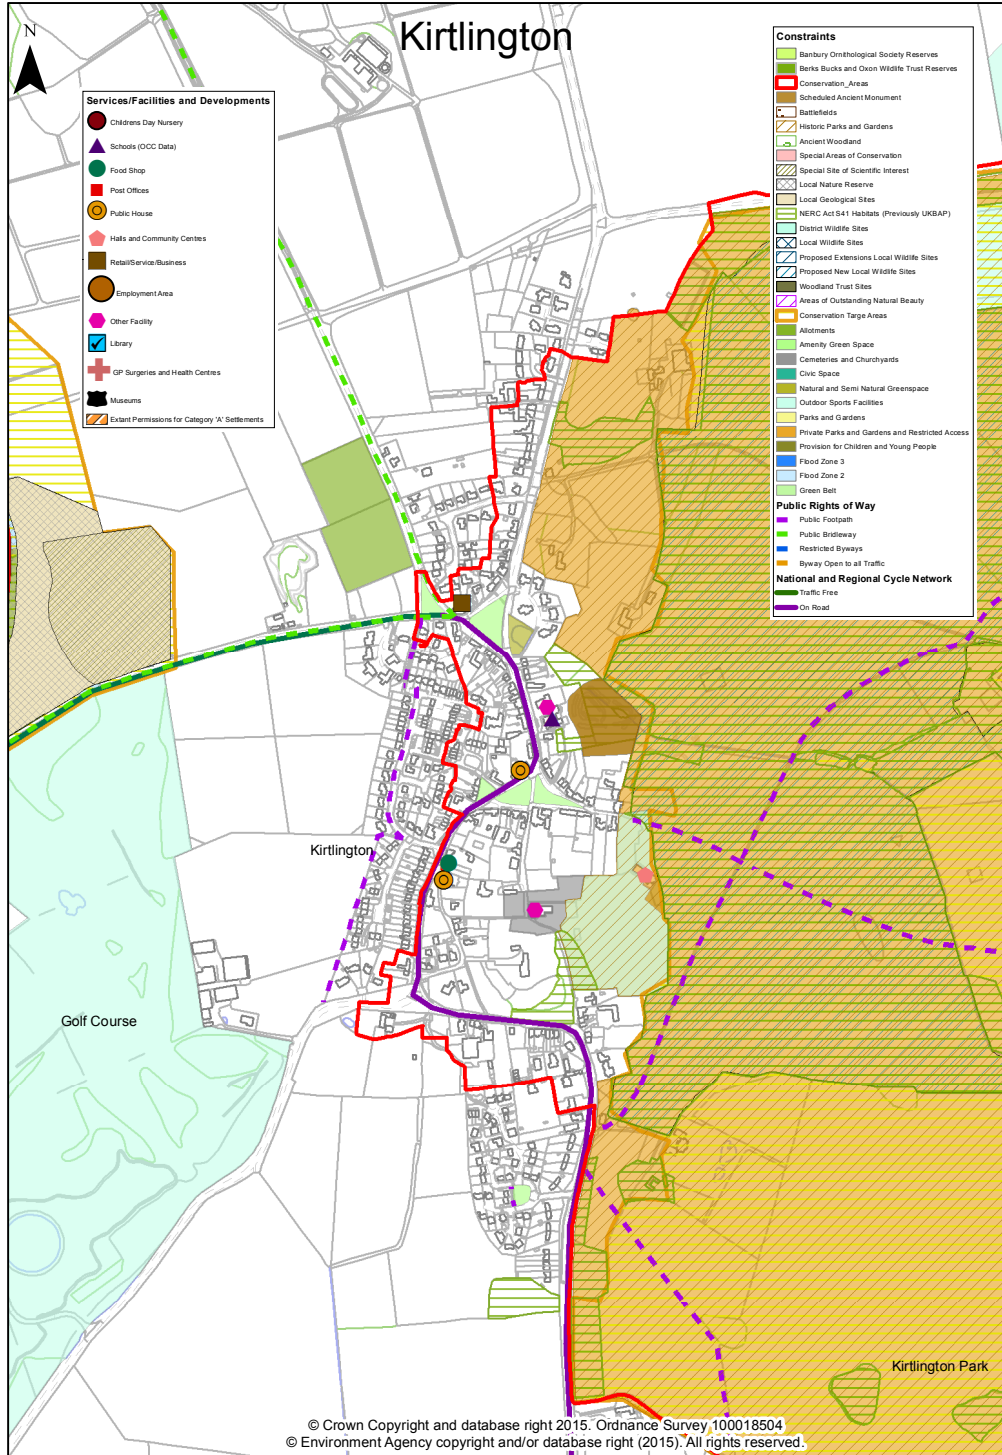 Kirtlington
N
Services/Facilities and Developments
Childrens Day Nursery
Schools (OCC Data)
Food Shop
Post Offices
Public House
Halls and Community Centres
Retail/Service/Business
Employment Area
Other Facility
Library
GP Surgeries and Health Centres
Museums
Extant Permissions for Category 'A' Settlements
Constraints
Banbury Ornithological Society Reserves
Berks Bucks and Oxon Wildlife Trust Reserves
Conservation_Areas
Scheduled Ancient Monument
Battlefields
Historic Parks and Gardens
Ancient Woodland
Special Areas of Conservation
Special Site of Scientific Interest
Local Nature Reserve
Local Geological Sites
NERC Act S41 Habitats (Previously UKBAP)
District Wildlife Sites
Local Wildlife Sites
Proposed Extensions Local Wildlife Sites
Proposed New Local Wildlife Sites
Woodland Trust Sites
Areas of Outstanding Natural Beauty
Conservation Targe Areas
Allotments
Amenity Green Space
Cemeteries and Churchyards
Civic Space
Natural and Semi Natural Greenspace
Outdoor Sports Facilities
Parks and Gardens
Private Parks and Gardens and Restricted Access
Provision for Children and Young People
Flood Zone 3
Flood Zone 2
Green Belt
Public Rights of Way
Public Footpath
Public Bridleway
Restricted Byways
Byway Open to all Traffic
National and Regional Cycle Network
Traffic Free
On Road
Kirtlington
Golf Course
Kirtlington Park
© Crown Copyright and database right 2015. Ordnance Survey 100018504
© Environment Agency copyright and/or database right (2015). All rights reserved.